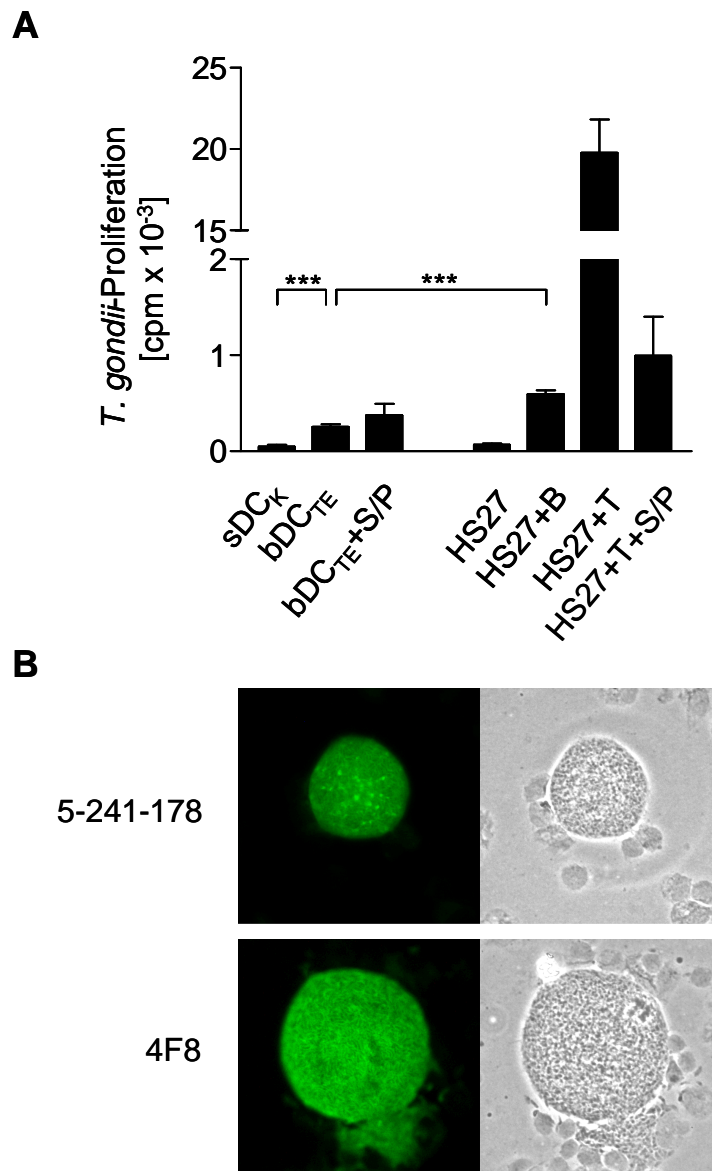 A
T. gondii-Proliferation
[cpm x 10⁻³]
25
20
15
2
1
0
***
***
sDCK
bDCTE
bDCTE+S/P
HS27
HS27+B
HS27+T
HS27+T+S/P
B
5-241-178
4F8